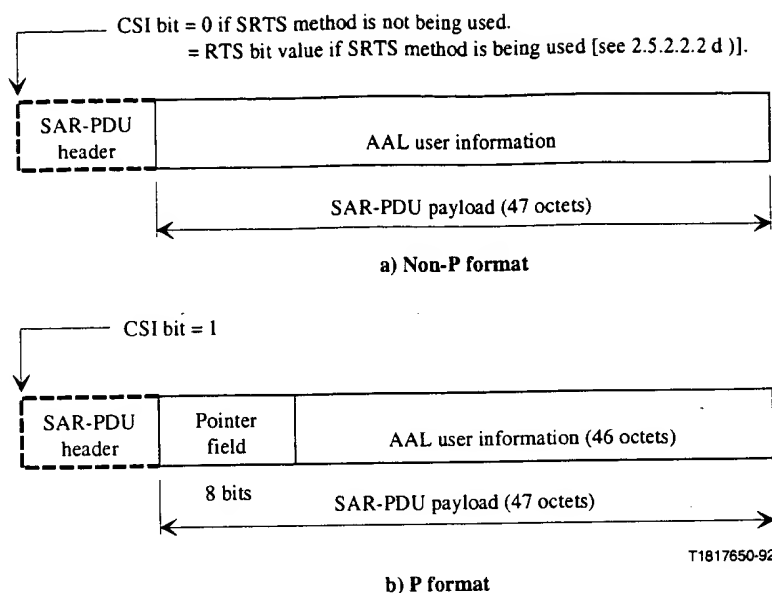 CSI bit = 0 if SRTS method is not being used.
= RTS bit value if SRTS method is being used [see 2.5.2.2.2 d )].
SAR-PDU
header
AAL user information
SAR-PDU payload (47 octets)
a) Non-P format
CSI bit = 1
SAR-PDU
header
Pointer
field
AAL user information (46 octets)
8 bits
SAR-PDU payload (47 octets)
T1817650-92
b) P format